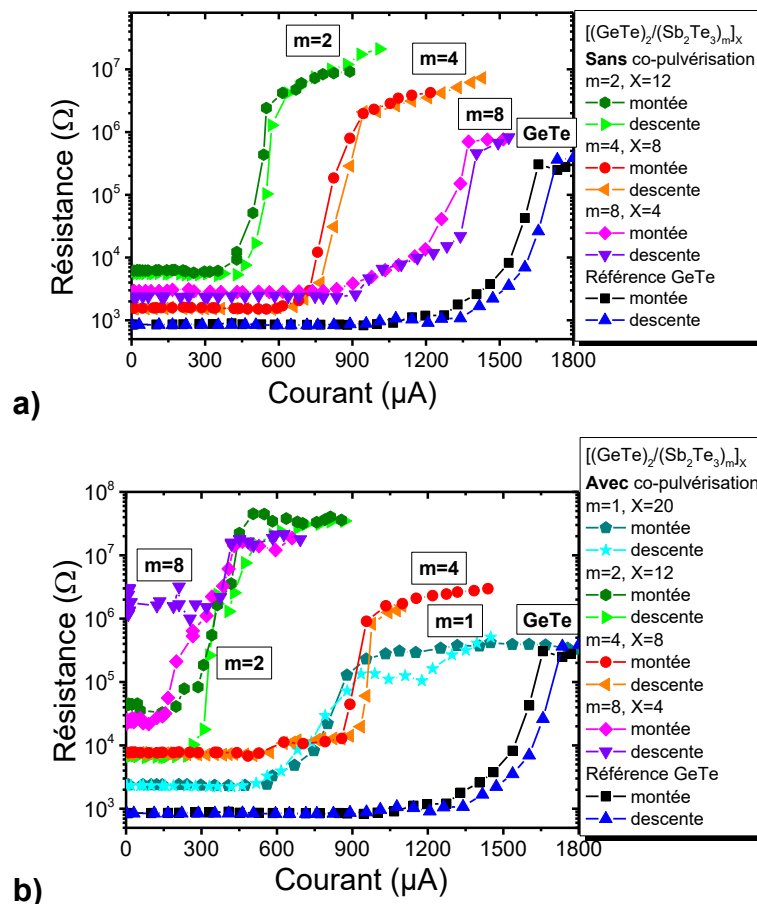 a)
Résistance (Ω)
10⁷
10⁶
10⁵
10⁴
10³
0 300 600 900 1200 1500 1800
Courant (µA)
m=2
m=4
m=8
GeTe
[(GeTe)₂/(Sb₂Te₃)ₘ]ₓ
Sans co-pulvérisation
m=2, X=12
montée
descente
m=4, X=8
montée
descente
m=8, X=4
montée
descente
Référence GeTe
montée
descente
b)
Résistance (Ω)
10⁸
10⁷
10⁶
10⁵
10⁴
10³
0 300 600 900 1200 1500 1800
Courant (µA)
m=8
m=2
m=4
m=1
GeTe
[(GeTe)₂/(Sb₂Te₃)ₘ]ₓ
Avec co-pulvérisation
m=1, X=20
montée
descente
m=2, X=12
montée
descente
m=4, X=8
montée
descente
m=8, X=4
montée
descente
Référence GeTe
montée
descente